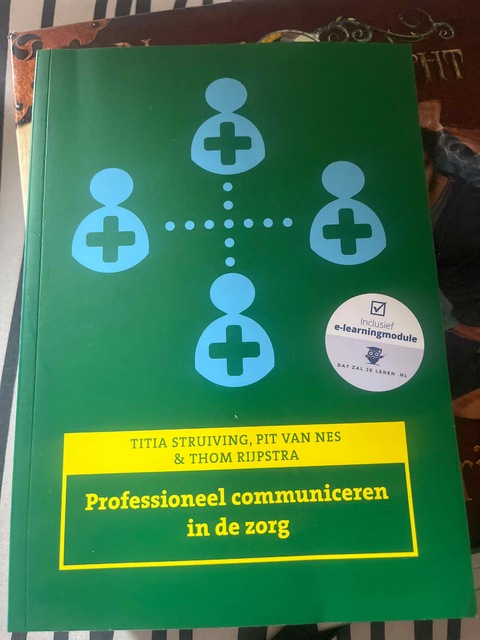 CHT
inclusief
e-learningmodule
DAT ZAL JE LEREN .NL
TITIA STRUIVING, PIT VAN NES
& THOM RIJPSTRA
Professioneel communiceren
in de zorg